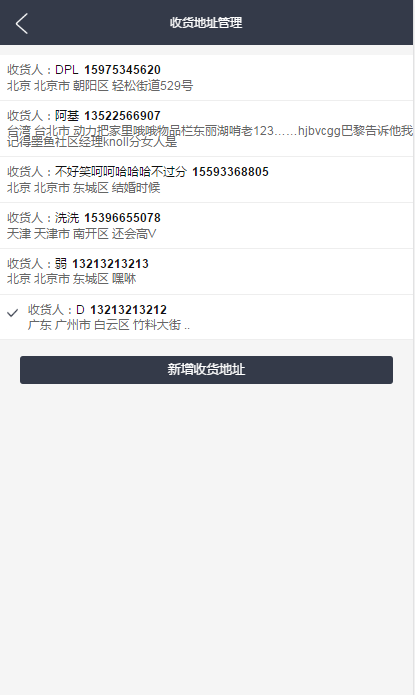 收货地址管理
收货人：DPL 15975345620
北京 北京市 朝阳区 轻松街道529号
收货人：阿基 13522566907
台湾 台北市 动力把家里哦哦物品栏东丽湖啃老123……hjbvcgg巴黎告诉他我
记得墨鱼社区经理knoll分女人是
收货人：不好笑呵呵哈哈哈不过分 15593368805
北京 北京市 东城区 结婚时候
收货人：洗洗 15396655078
天津 天津市 南开区 还会高V
收货人：弱 13213213213
北京 北京市 东城区 嘿咻
收货人：D 13213213212
广东 广州市 白云区 竹料大街 ..
新增收货地址